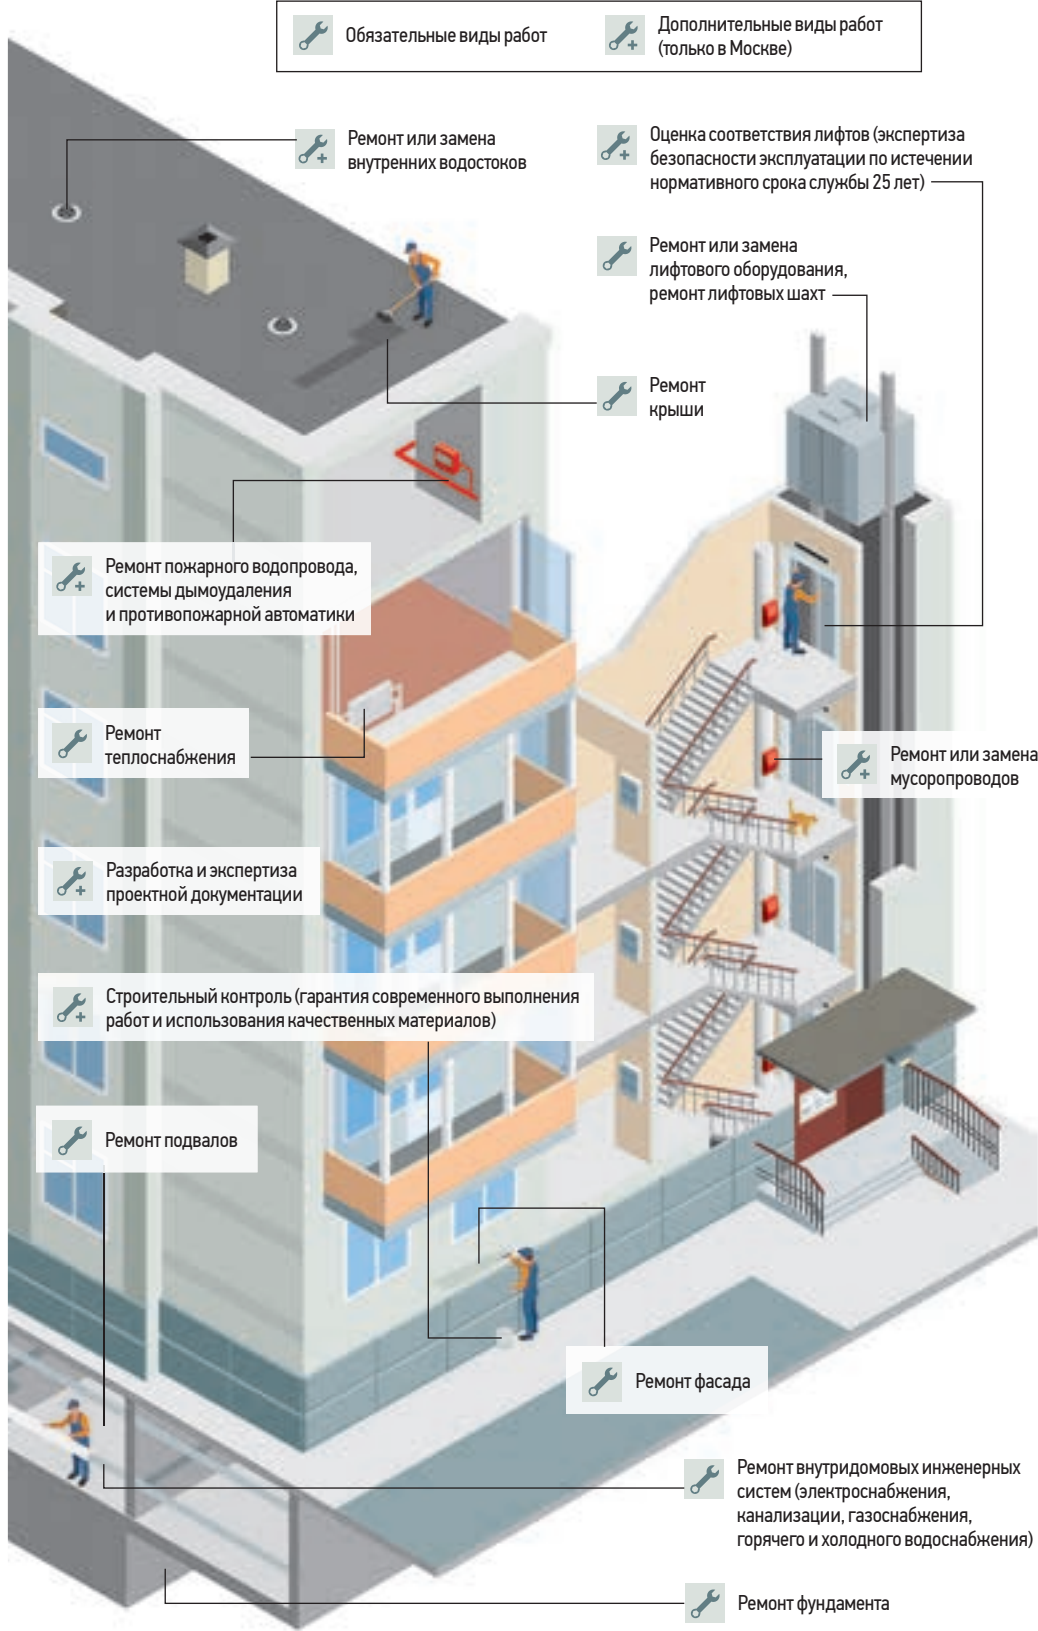 Обязательные виды работ
Дополнительные виды работ
(только в Москве)
Ремонт или замена
внутренних водостоков
Оценка соответствия лифтов (экспертиза
безопасности эксплуатации по истечении
нормативного срока службы 25 лет)
Ремонт или замена
лифтового оборудования,
ремонт лифтовых шахт
Ремонт
крыши
Ремонт пожарного водопровода,
системы дымоудаления
и противопожарной автоматики
Ремонт
теплоснабжения
Ремонт или замена
мусоропроводов
Разработка и экспертиза
проектной документации
Строительный контроль (гарантия современного выполнения
работ и использования качественных материалов)
Ремонт подвалов
Ремонт фасада
Ремонт внутридомовых инженерных
систем (электроснабжения,
канализации, газоснабжения,
горячего и холодного водоснабжения)
Ремонт фундамента